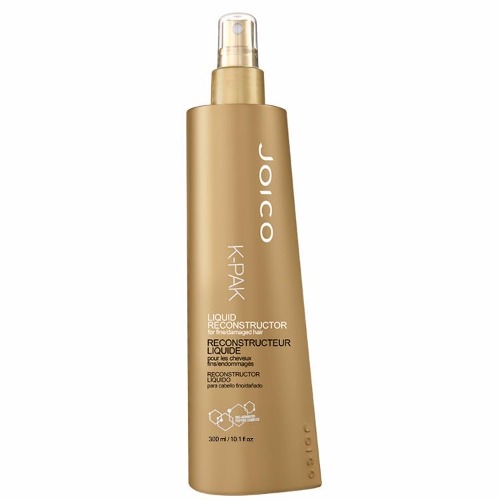 JOICO
K-PAK
LIQUID
RECONSTRUCTOR
for fine/damaged hair
RECONSTRUCTEUR
LIQUIDE
pour les cheveux
fins/endommagés
RECONSTRUCTOR
LIQUIDO
para cabello fino/dañado
300 ml / 10.1 fl oz
JOICO